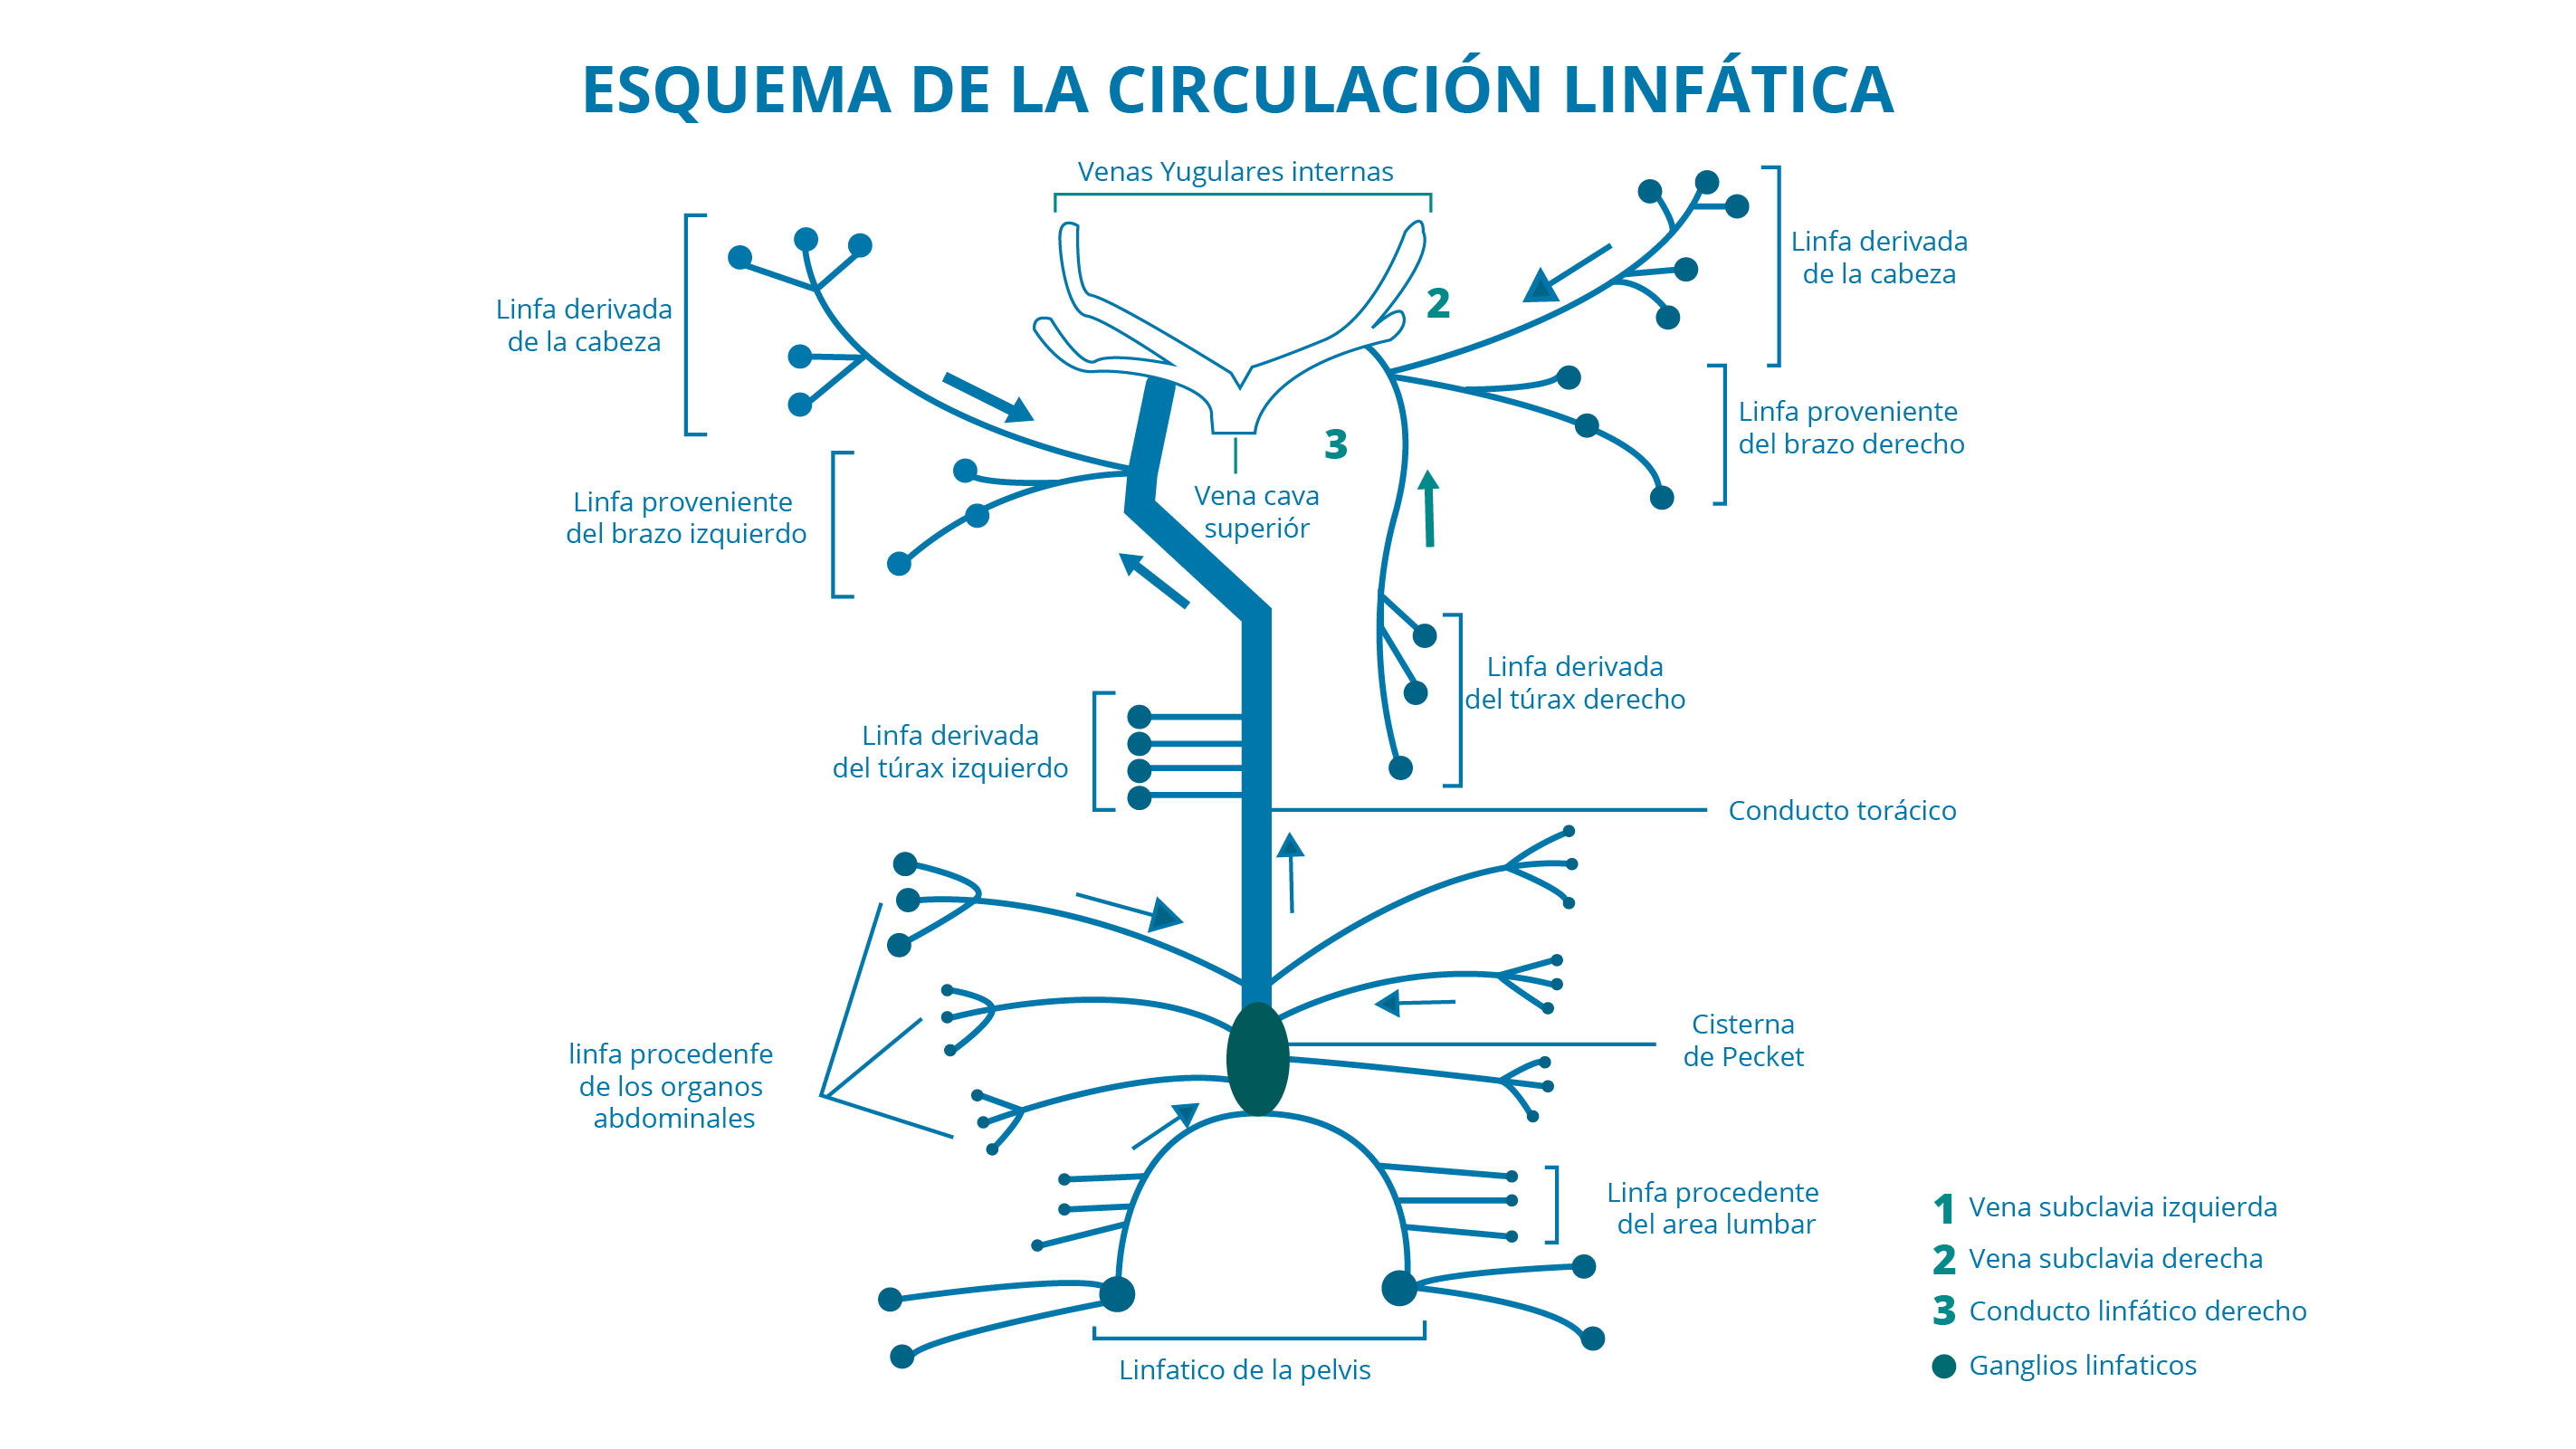 ESQUEMA DE LA CIRCULACIÓN LINFÁTICA
Venas Yugulares internas
Linfa derivada
de la cabeza
2
Linfa derivada
de la cabeza
Linfa proveniente
del brazo derecho
3
Vena cava
superiór
Linfa proveniente
del brazo izquierdo
Linfa derivada
del túrax derecho
Linfa derivada
del túrax izquierdo
Conducto torácico
linfa procedenfe
de los organos
abdominales
Cisterna
de Pecket
Linfa procedente
del area lumbar
Linfatico de la pelvis
1 Vena subclavia izquierda
2 Vena subclavia derecha
3 Conducto linfático derecho
Ganglios linfaticos